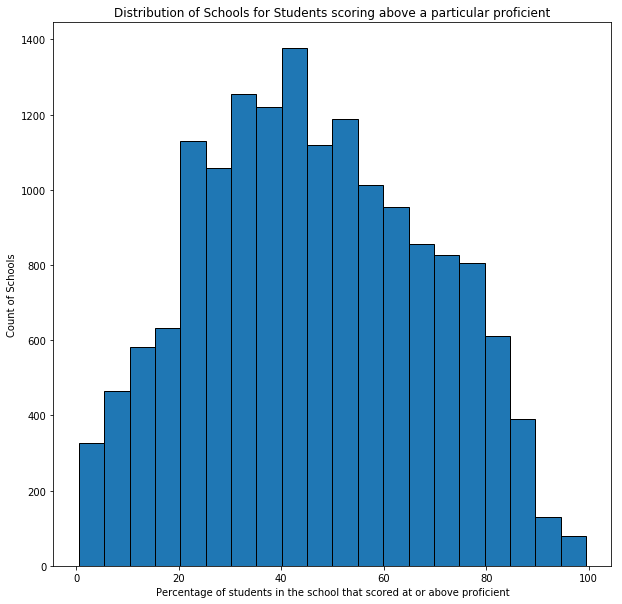 Distribution of Schools for Students scoring above a particular proficient
1400
1200
1000
800
600
400
200
0
Count of Schools
0 20 40 60 80 100
Percentage of students in the school that scored at or above proficient